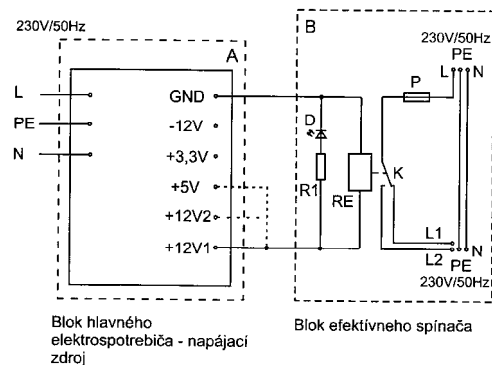 230V/50Hz
A
L
PE
N
GND
-12V
+3,3V
+5V
+12V2
+12V1
Blok hlavného
elektrospotrebiča - napájací
zdroj
B
230V/50Hz
PE
L
N
P
D
R1
RE
K
L1
L2
N
PE
230V/50Hz
Blok efektívneho spínača